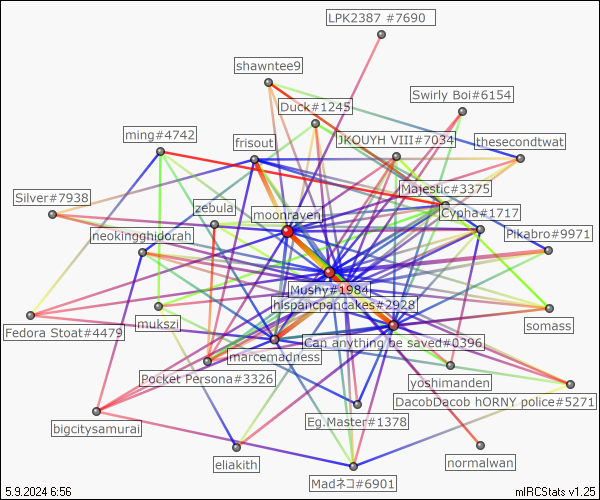 LPK2387 #7690
shawntee9
Swirly Boi#6154
Duck#1245
ming#4742
frisout
JKOUYH VIII#7034
thesecondtwat
Majestic#3375
Silver#7938
zebula
moonraven
Cypha#1717
neokingghidorah
Pikabro#9971
Mushy#1984
hispancpancakes#2928
Fedora Stoat#4479
mukszi
somass
Can anything be saved#0396
marcemadness
Pocket Persona#3326
yoshimanden
DacobDacob hORNY police#5271
bigcitysamurai
Eg.Master#1378
eliakith
normalwan
Madネコ#6901
5.9.2024 6:56
mIRCStats v1.25